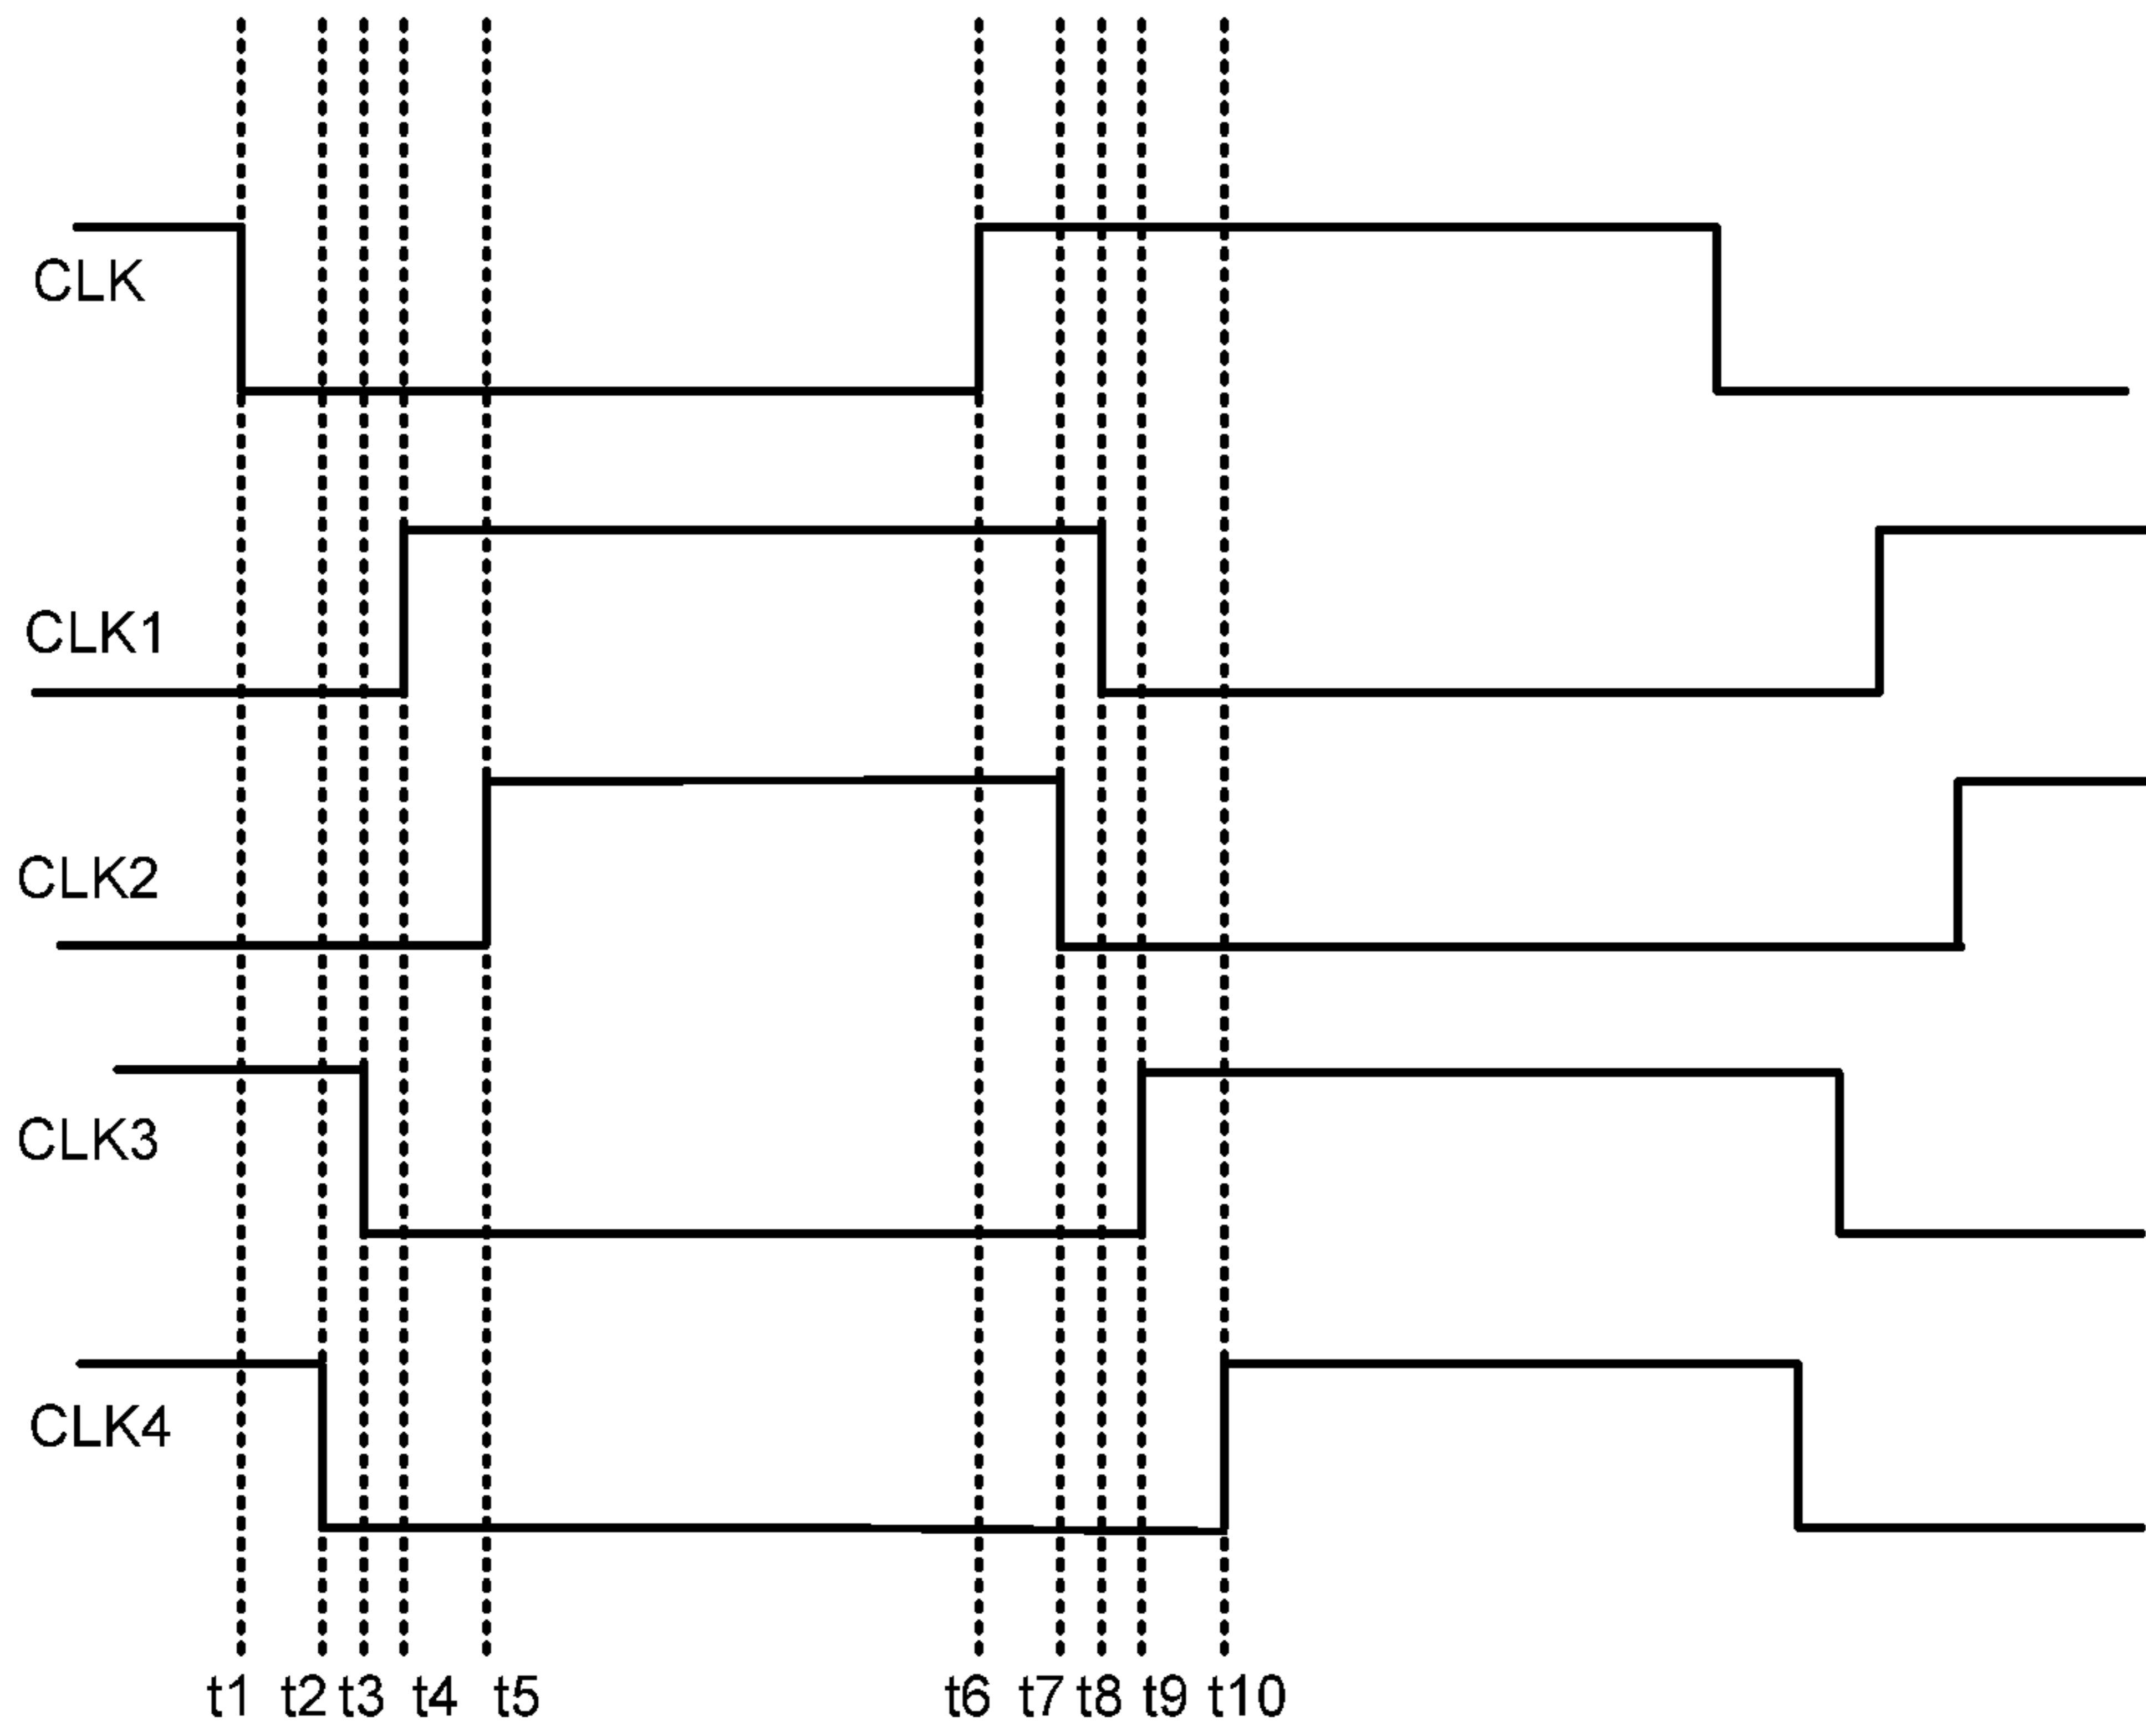 CLK
CLK1
CLK2
CLK3
CLK4
t1 t2 t3 t4 t5 t6 t7 t8 t9 t10